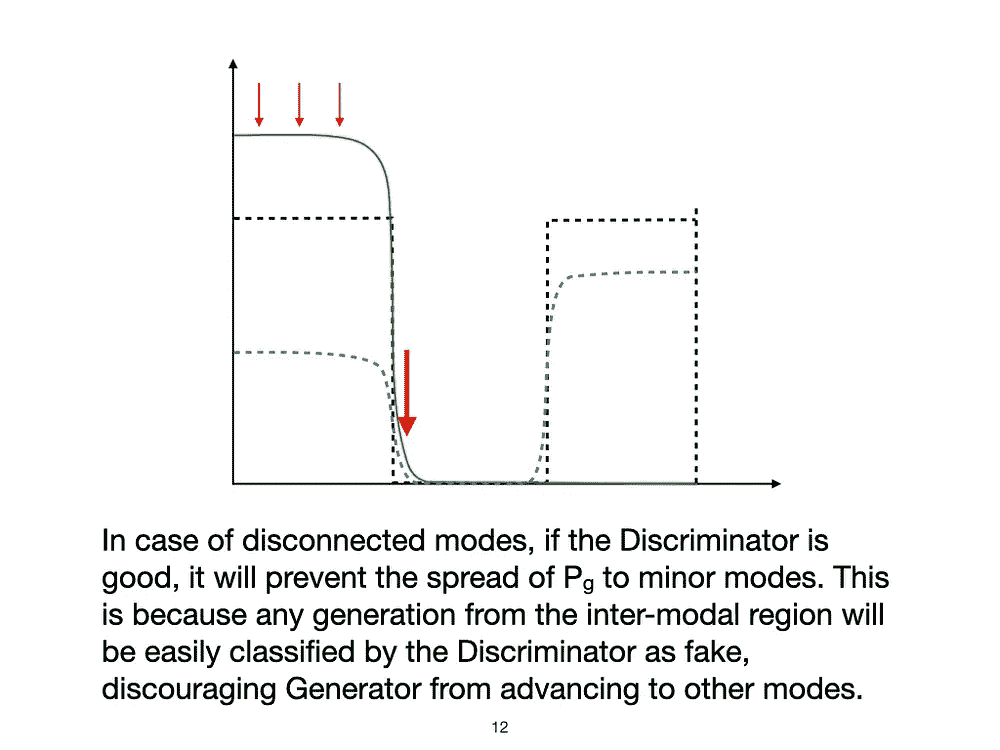 In case of disconnected modes, if the Discriminator is
good, it will prevent the spread of Pg to minor modes. This
is because any generation from the inter-modal region will
be easily classified by the Discriminator as fake,
discouraging Generator from advancing to other modes.
12